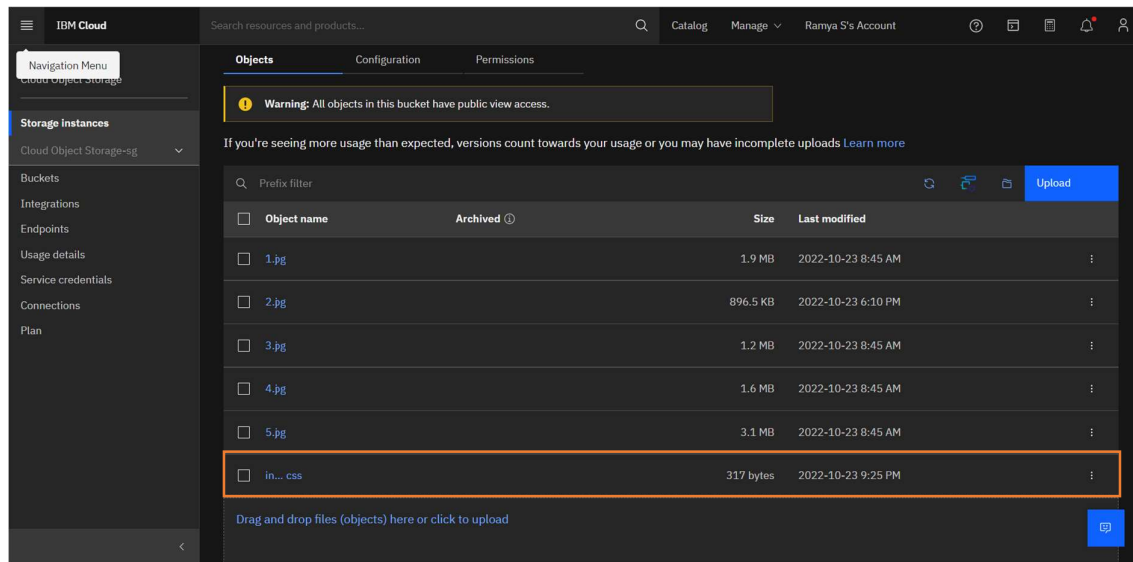 IBM Cloud
Search resources and products...
Catalog
Manage
Ramya S's Account
Navigation Menu
Cloud Object Storage
Storage instances
Cloud Object Storage-sg
Buckets
Integrations
Endpoints
Usage details
Service credentials
Connections
Plan
Objects
Configuration
Permissions
Warning: All objects in this bucket have public view access.
If you're seeing more usage than expected, versions count towards your usage or you may have incomplete uploads Learn more
Prefix filter
Upload
Object name Archived Size Last modified
1.jpg 1.9 MB 2022-10-23 8:45 AM
2.jpg 896.5 KB 2022-10-23 6:10 PM
3.jpg 1.2 MB 2022-10-23 8:45 AM
4.jpg 1.6 MB 2022-10-23 8:45 AM
5.jpg 3.1 MB 2022-10-23 8:45 AM
in... css 317 bytes 2022-10-23 9:25 PM
Drag and drop files (objects) here or click to upload